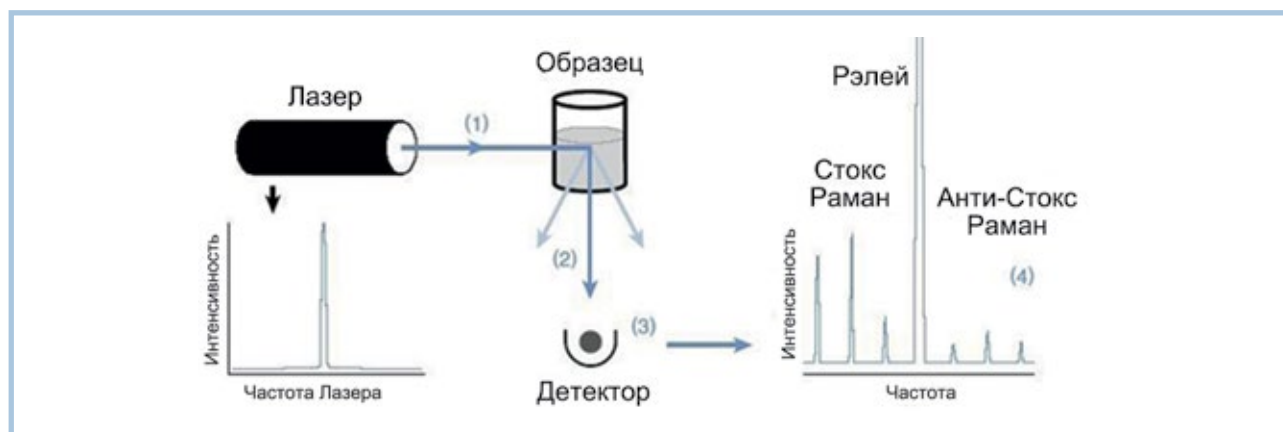 Лазер
(1)
Образец
(2)
(3)
Детектор
Интенсивность
Частота Лазера
Рэлей
Стокс
Раман
Анти-Стокс
Раман
(4)
Интенсивность
Частота